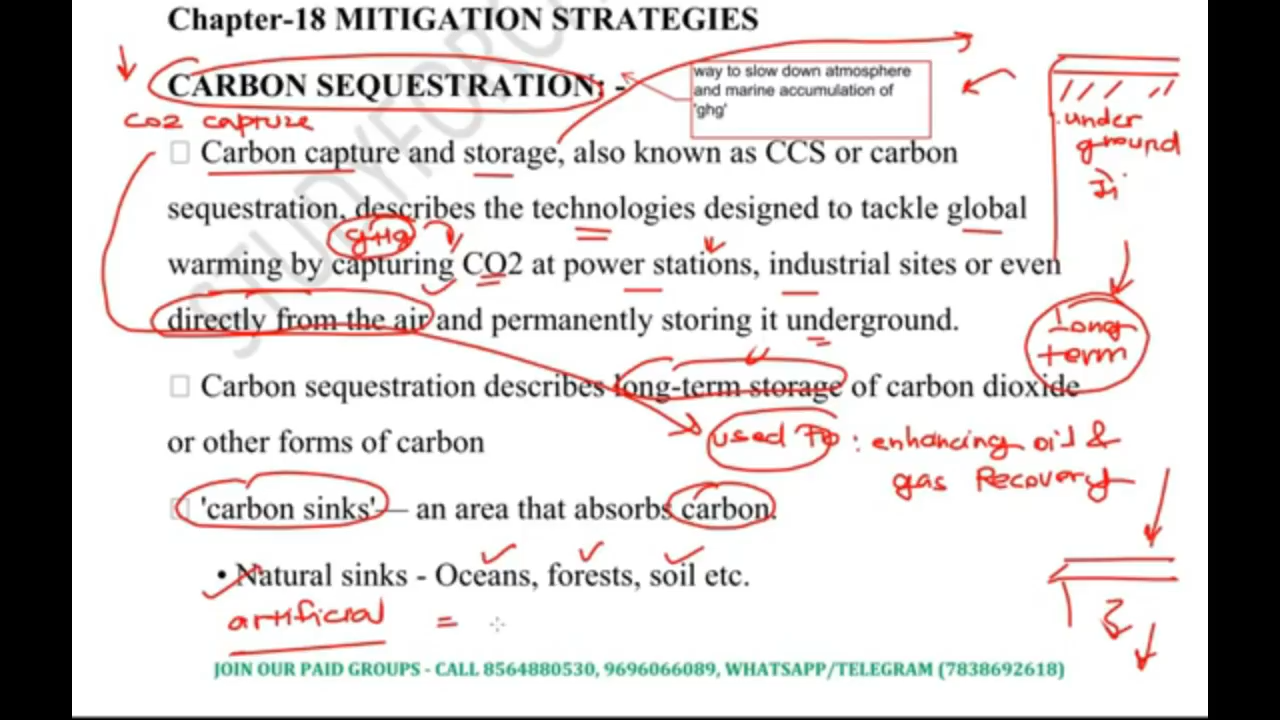 Chapter-18 MITIGATION STRATEGIES
CARBON SEQUESTRATION: -
way to slow down atmosphere
and marine accumulation of
'ghg'
under
ground
CO2 capture
Carbon capture and storage, also known as CCS or carbon
sequestration, describes the technologies designed to tackle global
GHg
warming by capturing CO2 at power stations, industrial sites or even
directly from the air and permanently storing it underground.
Long
term
Carbon sequestration describes long-term storage of carbon dioxide
or other forms of carbon
used To : enhancing oil &
gas Recovery
'carbon sinks'— an area that absorbs carbon.
• Natural sinks - Oceans, forests, soil etc.
artificial =
JOIN OUR PAID GROUPS - CALL 8564880530, 9696066089, WHATSAPP/TELEGRAM (7838692618)